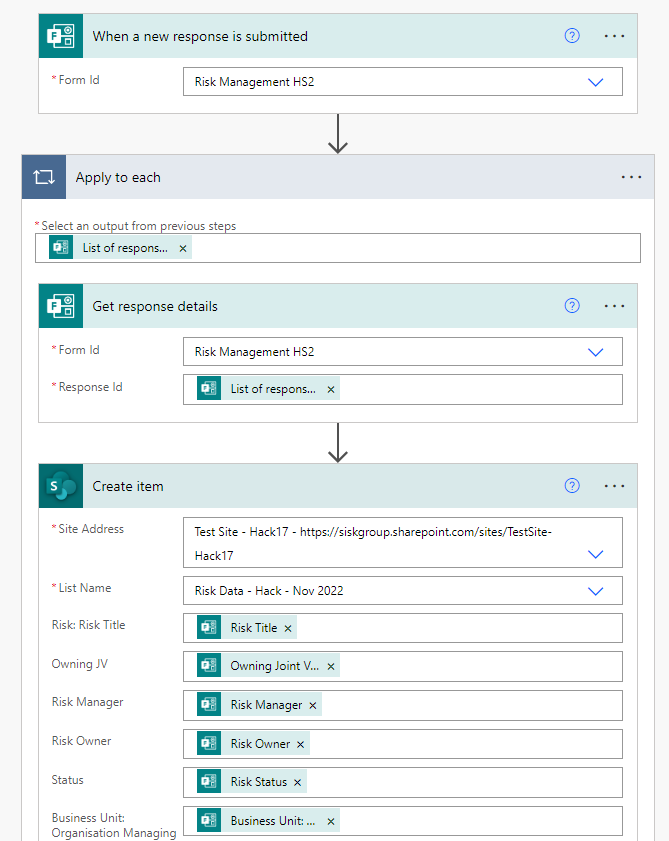 When a new response is submitted
* Form Id
Risk Management HS2
Apply to each
* Select an output from previous steps
List of respons...
Get response details
* Form Id
Risk Management HS2
* Response Id
List of respons...
Create item
* Site Address
Test Site - Hack17 - https://siskgroup.sharepoint.com/sites/TestSite-
Hack17
* List Name
Risk Data - Hack - Nov 2022
Risk: Risk Title
Risk Title
Owning JV
Owning Joint V...
Risk Manager
Risk Manager
Risk Owner
Risk Owner
Status
Risk Status
Business Unit:
Organisation Managing
Business Unit: ...